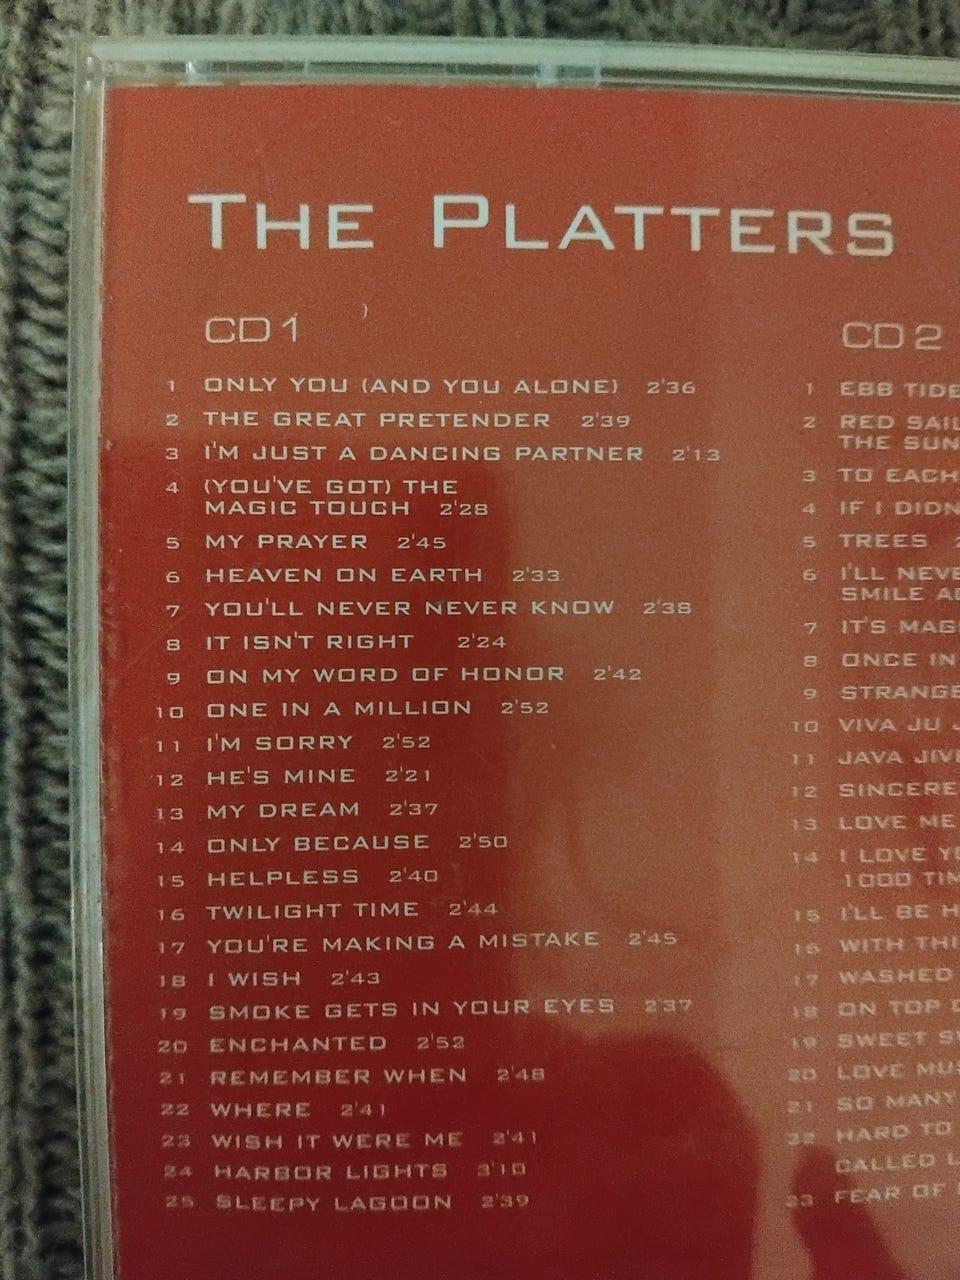 THE PLATTERS
CD 1
1 ONLY YOU (AND YOU ALONE) 2'36
2 THE GREAT PRETENDER 2'39
3 I'M JUST A DANCING PARTNER 2'13
4 (YOU'VE GOT) THE
MAGIC TOUCH 2'28
5 MY PRAYER 2'45
6 HEAVEN ON EARTH 2'33
7 YOU'LL NEVER NEVER KNOW 2'38
8 IT ISN'T RIGHT 2'24
9 ON MY WORD OF HONOR 2'42
10 ONE IN A MILLION 2'52
11 I'M SORRY 2'52
12 HE'S MINE 2'21
13 MY DREAM 2'37
14 ONLY BECAUSE 2'50
15 HELPLESS 2'40
16 TWILIGHT TIME 2'44
17 YOU'RE MAKING A MISTAKE 2'45
18 I WISH 2'43
19 SMOKE GETS IN YOUR EYES 2'37
20 ENCHANTED 2'52
21 REMEMBER WHEN 2'48
22 WHERE 2'41
23 WISH IT WERE ME 2'41
24 HARBOR LIGHTS 3'10
25 SLEEPY LAGOON 2'39
CD 2
1 EBB TIDE
2 RED
THE SUN
3 TO EACH
4 IF I
5 TREES
6 I'LL
SMILE
7 IT'S
8 ONCE IN
9
10 VIVA JU
11 JAVA
12
13 LOVE ME
14 I LOVE
1000
15 I'LL BE
16 WITH
17 WASHED
18 ON TOP
19 SWEET
20 LOVE
21 SO MANY
22 HARD TO
CALLED
23 FEAR OF